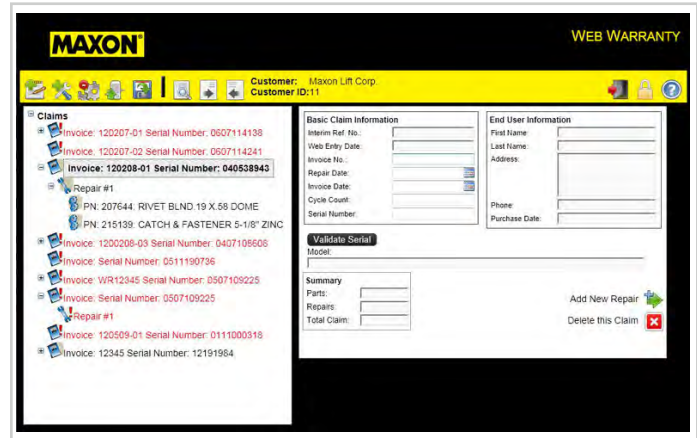 MAXON
WEB WARRANTY
Customer: Maxon Lift Corp.
Customer ID:11
Claims
Invoice: 120207-01 Serial Number: 0607114138
Invoice: 120207-02 Serial Number: 0607114241
Invoice: 120208-01 Serial Number: 040538943
Repair #1
PN: 207644: RIVET BLND.19 X.58 DOME
PN: 215139: CATCH & FASTENER 5-1/8" ZINC
Invoice: 1200208-03 Serial Number: 0407106608
Invoice: Serial Number: 0511190736
Invoice: WR12345 Serial Number: 0507109225
Invoice: Serial Number: 0507109225
Repair #1
Invoice: 120509-01 Serial Number: 0111000318
Invoice: 12345 Serial Number: 12191984
Basic Claim Information
Interim Ref. No.:
Web Entry Date:
Invoice No.:
Repair Date:
Invoice Date:
Cycle Count:
Serial Number:
End User Information
First Name:
Last Name:
Address:
Phone:
Purchase Date:
Validate Serial
Model:
Summary
Parts:
Repairs:
Total Claim:
Add New Repair
Delete this Claim